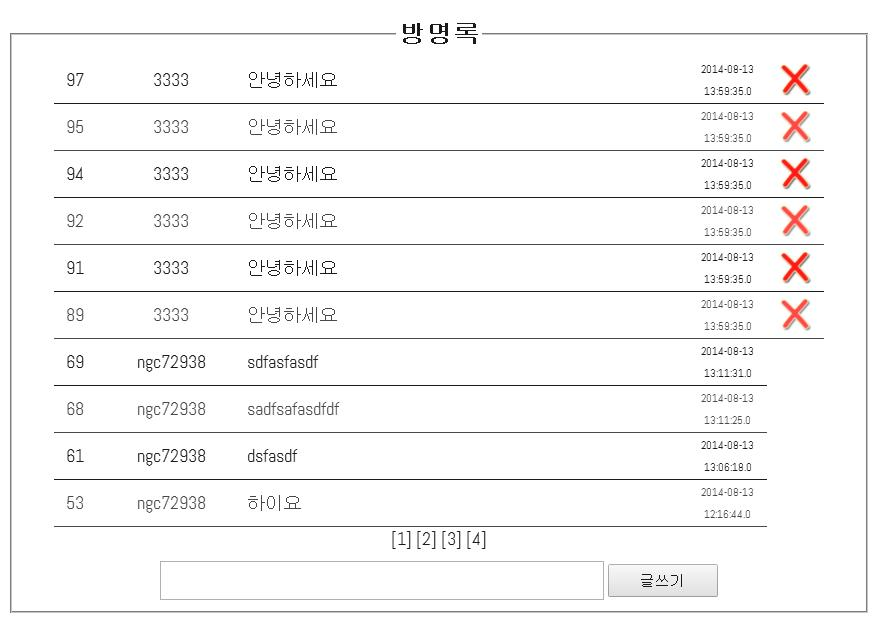 방명록
97 3333 안녕하세요 2014-08-13 13:59:35.0
95 3333 안녕하세요 2014-08-13 13:59:35.0
94 3333 안녕하세요 2014-08-13 13:59:35.0
92 3333 안녕하세요 2014-08-13 13:59:35.0
91 3333 안녕하세요 2014-08-13 13:59:35.0
89 3333 안녕하세요 2014-08-13 13:59:35.0
69 ngc72938 sdfasfasdf 2014-08-13 13:11:31.0
68 ngc72938 sadfsafasdfdf 2014-08-13 13:11:25.0
61 ngc72938 dsfasdf 2014-08-13 13:06:18.0
53 ngc72938 하이요 2014-08-13 12:16:44.0
[1] [2] [3] [4]
글쓰기